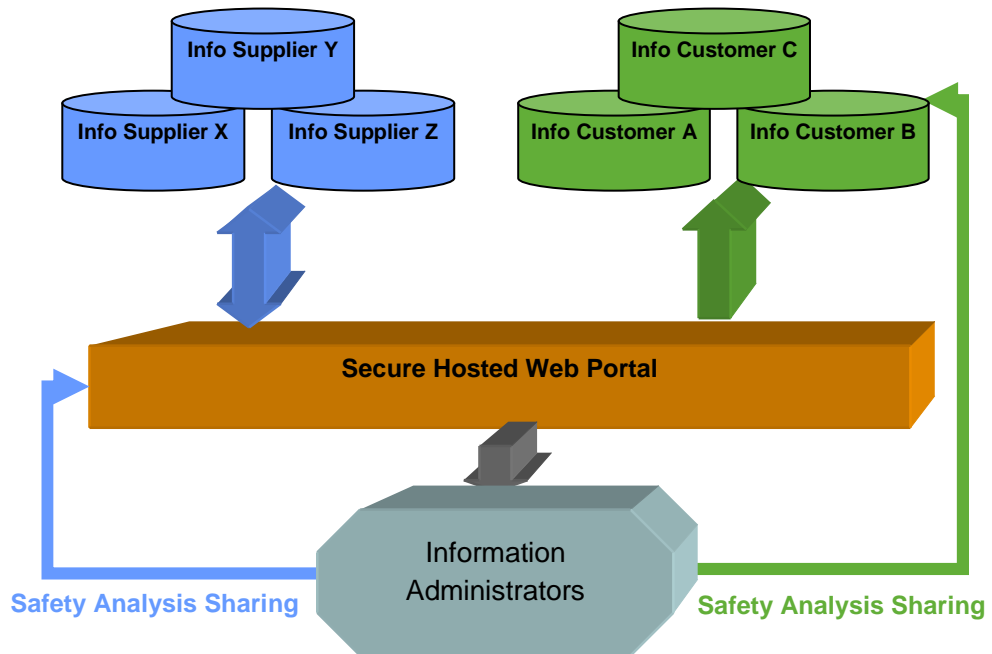 Info Supplier Y
Info Customer C
Info Supplier X
Info Supplier Z
Info Customer A
Info Customer B
Secure Hosted Web Portal
Information
Administrators
Safety Analysis Sharing
Safety Analysis Sharing